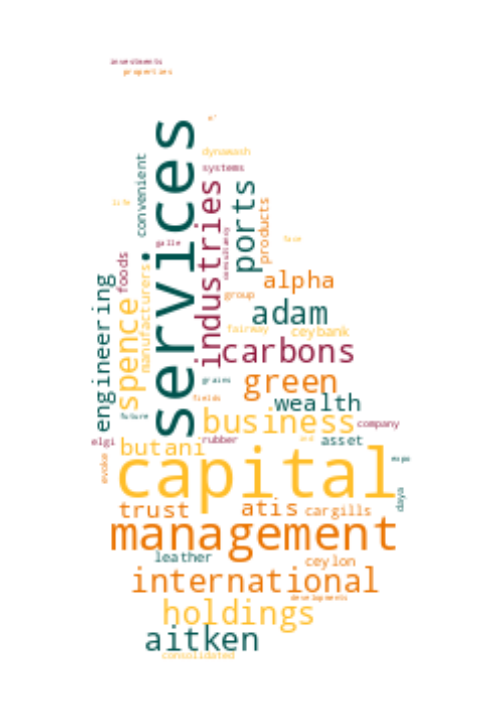 investments
properties
services
dynamash
systems
convenient
industries
ports
products
life
galle
consultancy
foods
manufacturers
engineering
spence
alpha
group
adam
fairway
ceybank
carbons
grains
green
wealth
fields
future
business
company
elgi
rubber
asset
butani
capital
expo
evoke
daya
trust
atis
cargills
management
leather
ceylon
international
developments
holdings
aitken
consolidated